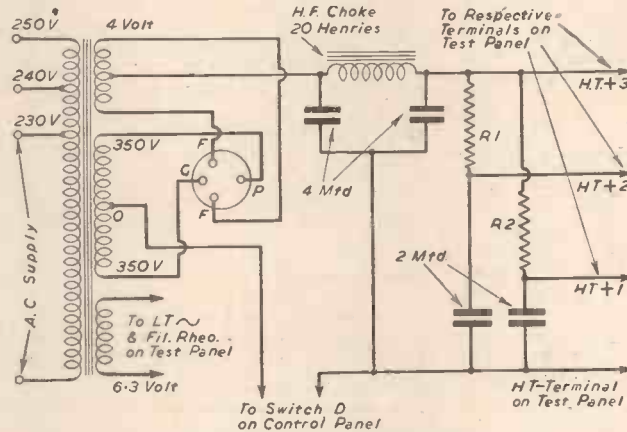 250V
4 Volt
H.F. Choke
20 Henries
To Respective
Terminals on
Test Panel
240V
230V
H.T.+3
350V
F
G
P
F
O
4 Mfd
R1
HT+2
R2
350V
2 Mfd.
HT+1
A.C Supply
To LT ~
& Fil. Rheo.
on Test Panel
6·3 Volt
To Switch D
on Control Panel
HT-Terminal
on Test Panel